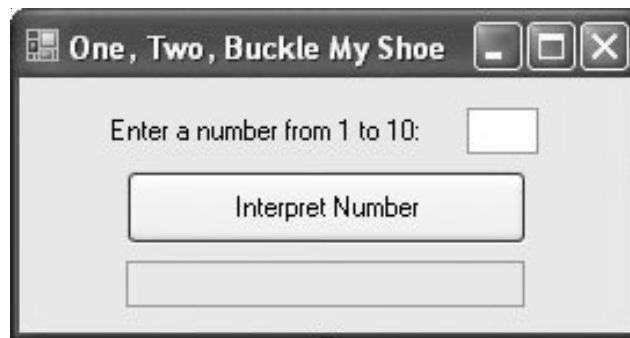 One, Two, Buckle My Shoe
Enter a number from 1 to 10:
Interpret Number